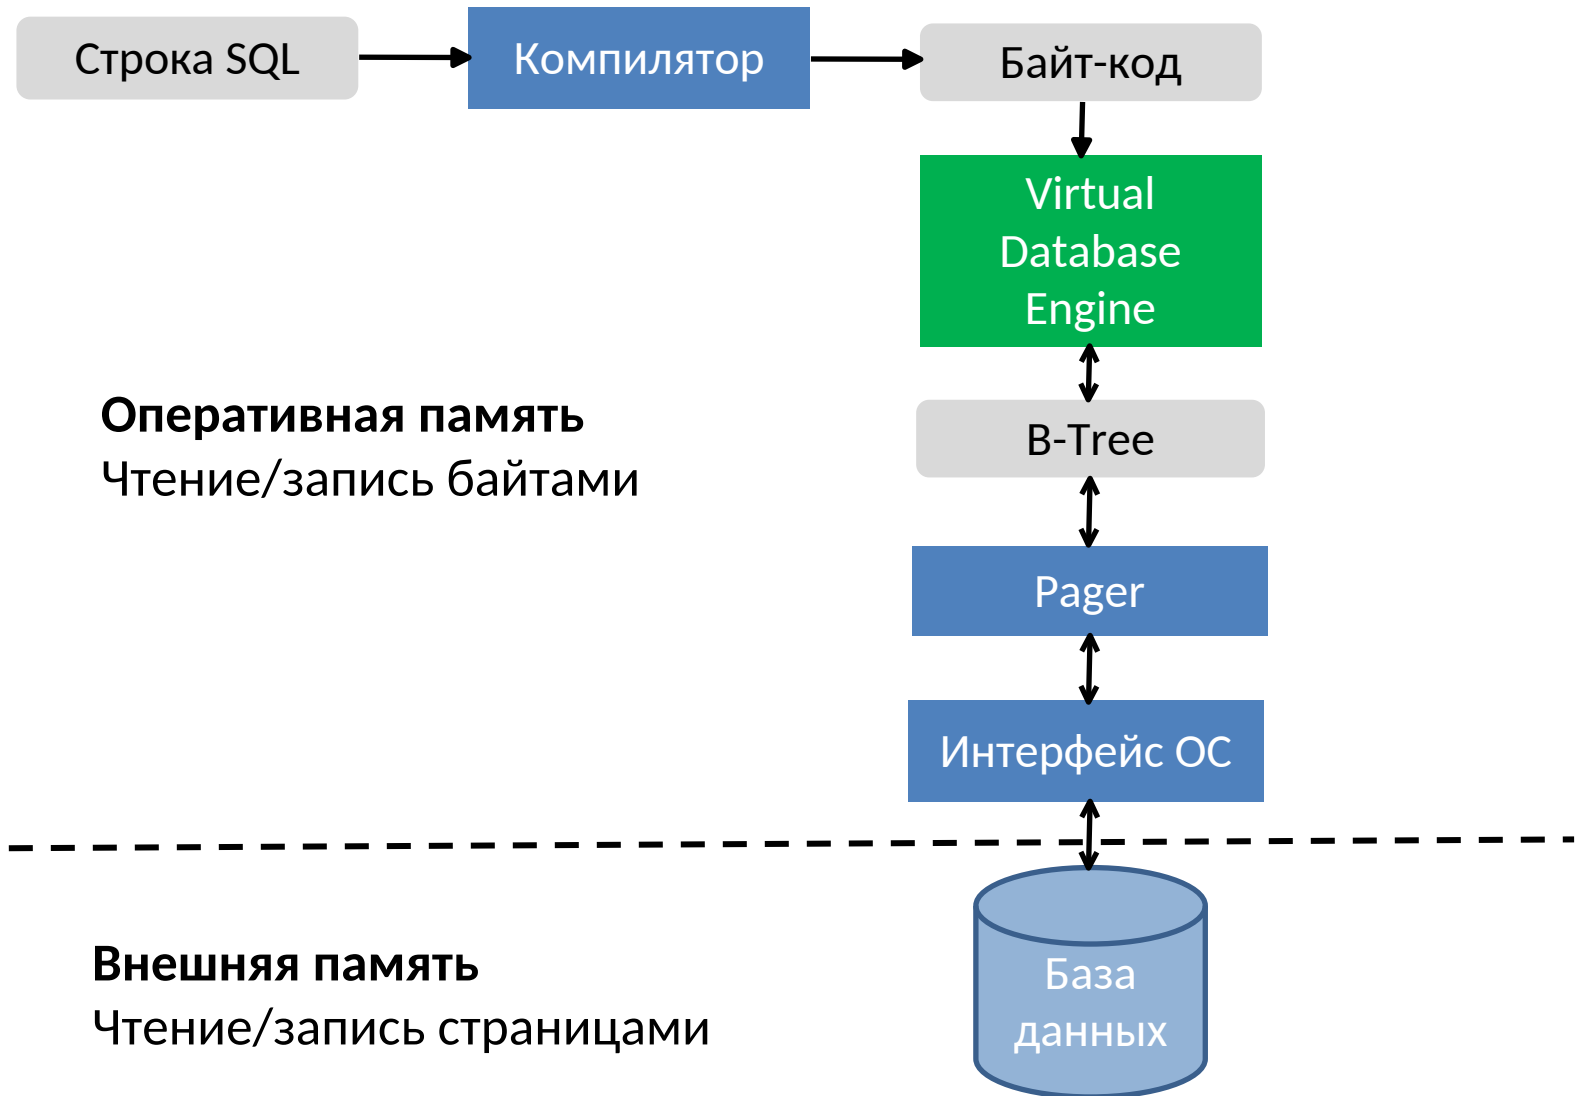 Строка SQL
Компилятор
Байт-код
Virtual
Database
Engine
Оперативная память
Чтение/запись байтами
B-Tree
Pager
Интерфейс ОС
Внешняя память
Чтение/запись страницами
База
данных